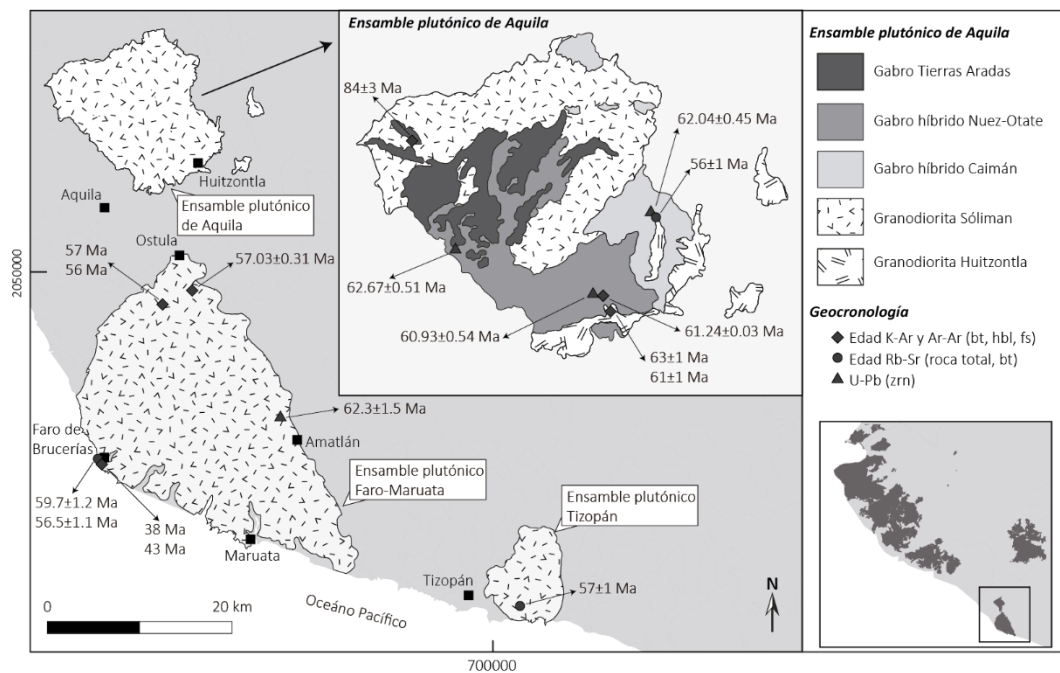 Ensamble plutónico de Aquila
84±3 Ma
62.04±0.45 Ma
56±1 Ma
62.67±0.51 Ma
60.93±0.54 Ma
61.24±0.03 Ma
63±1 Ma
61±1 Ma
Huitzontla
Aquila
Ensamble plutónico
de Aquila
Ostula
57 Ma
56 Ma
57.03±0.31 Ma
2050000
62.3±1.5 Ma
Faro de
Brucerías
Amatlán
Ensamble plutónico
Faro-Maruata
Ensamble plutónico
Tizopán
59.7±1.2 Ma
56.5±1.1 Ma
38 Ma
43 Ma
Maruata
Tizopán
57±1 Ma
Oceáno Pacífico
0
20 km
N
700000
Ensamble plutónico de Aquila
Gabro Tierras Aradas
Gabro híbrido Nuez-Otate
Gabro híbrido Caimán
Granodiorita Sóliman
Granodiorita Huitzontla
Geocronología
Edad K-Ar y Ar-Ar (bt, hbl, fs)
Edad Rb-Sr (roca total, bt)
U-Pb (zrn)